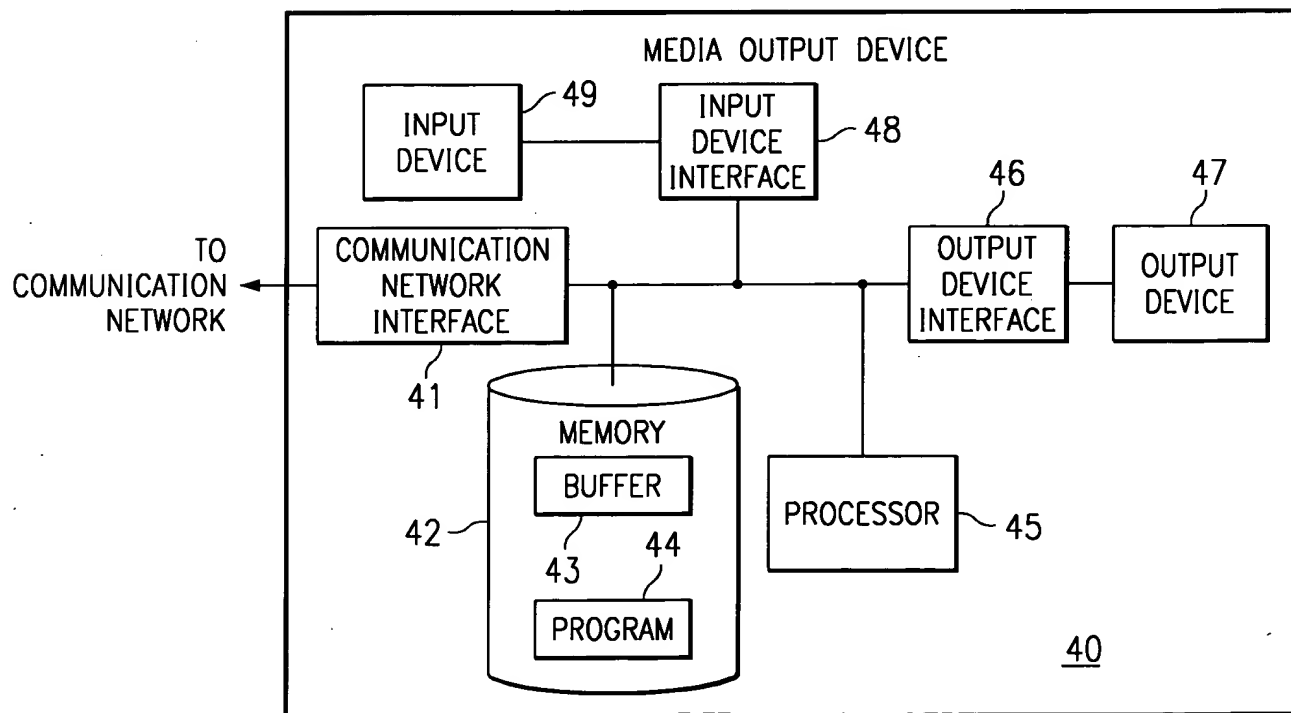 MEDIA OUTPUT DEVICE
49
INPUT
DEVICE
INPUT
DEVICE
INTERFACE
48
46
47
TO
COMMUNICATION
NETWORK
COMMUNICATION
NETWORK
INTERFACE
OUTPUT
DEVICE
INTERFACE
OUTPUT
DEVICE
41
MEMORY
BUFFER
42
43
44
PROGRAM
PROCESSOR
45
40